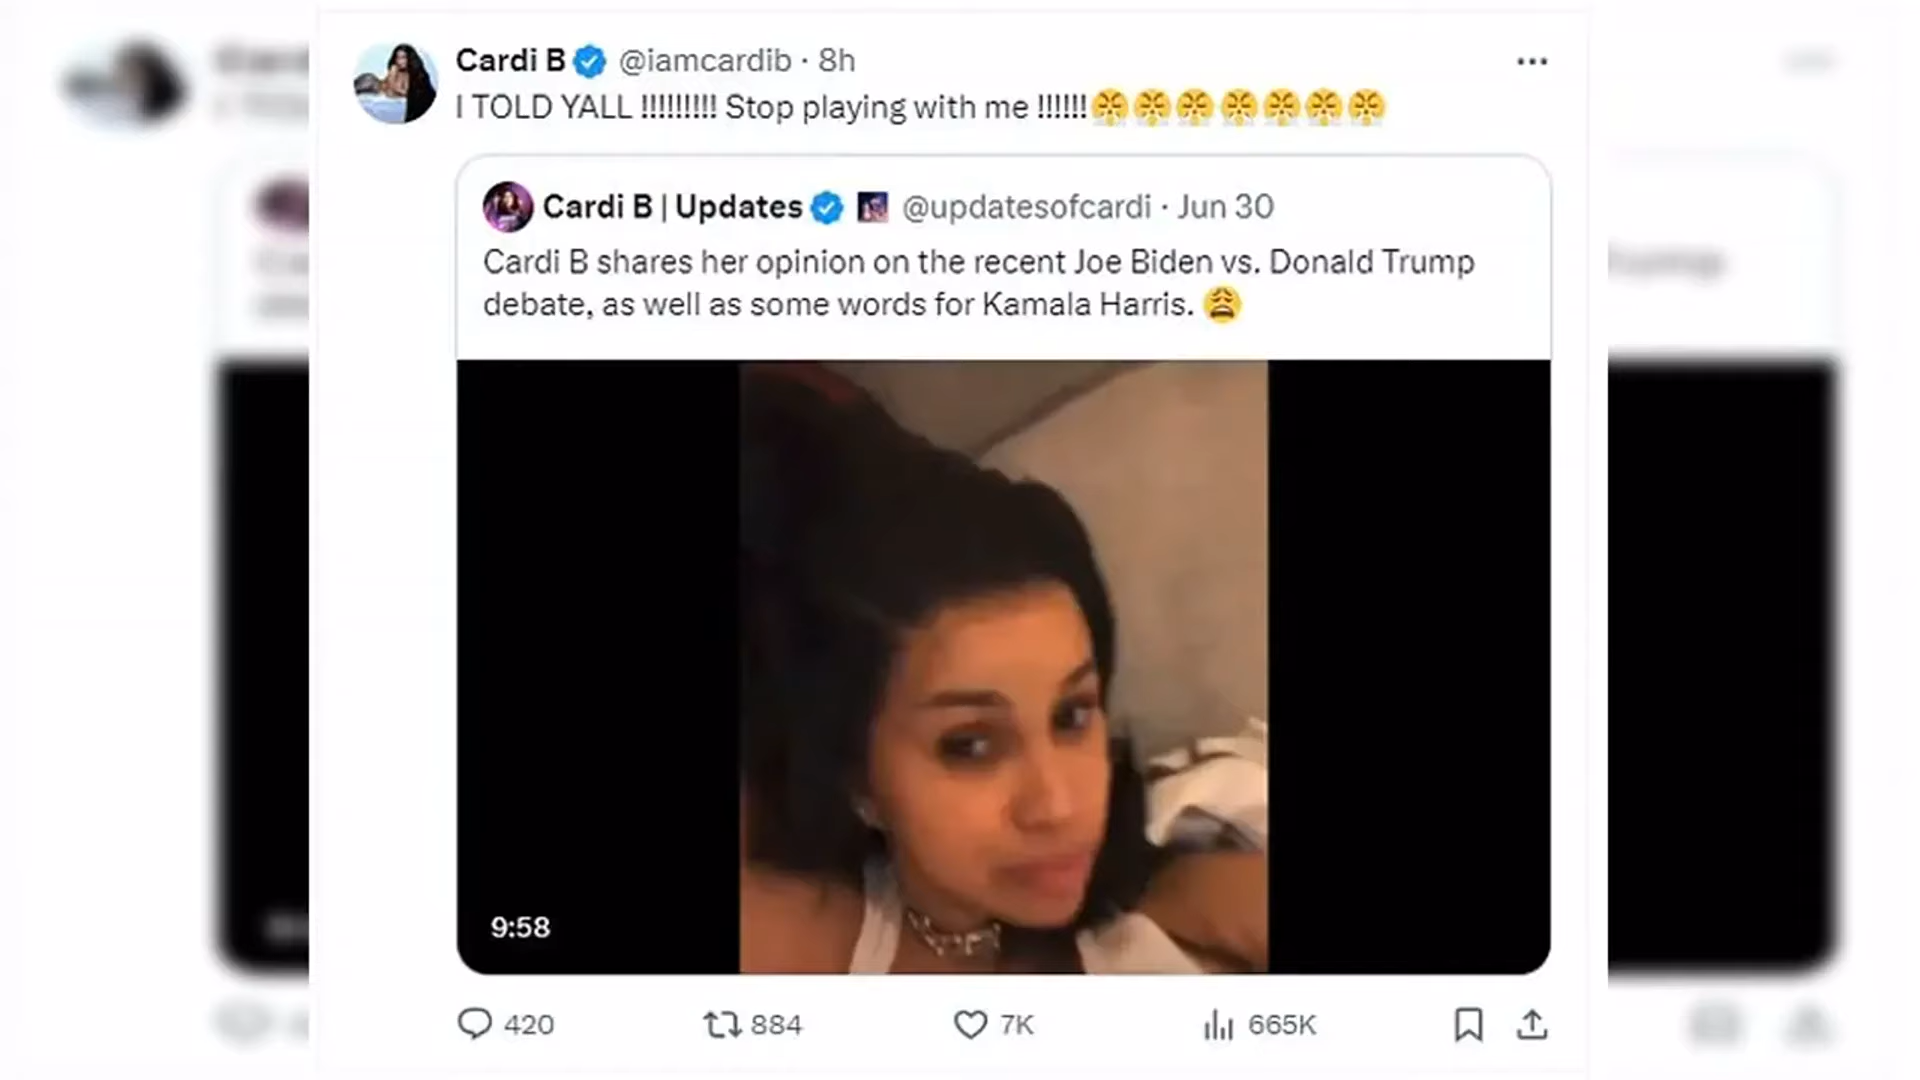 Cardi B @iamcardib · 8h
I TOLD YALL !!!!!!!!! Stop playing with me !!!!!!😤😤😤😤😤😤😤
Cardi B | Updates @updatesofcardi · Jun 30
Cardi B shares her opinion on the recent Joe Biden vs. Donald Trump
debate, as well as some words for Kamala Harris. 😩
9:58
420 884 7K 665K